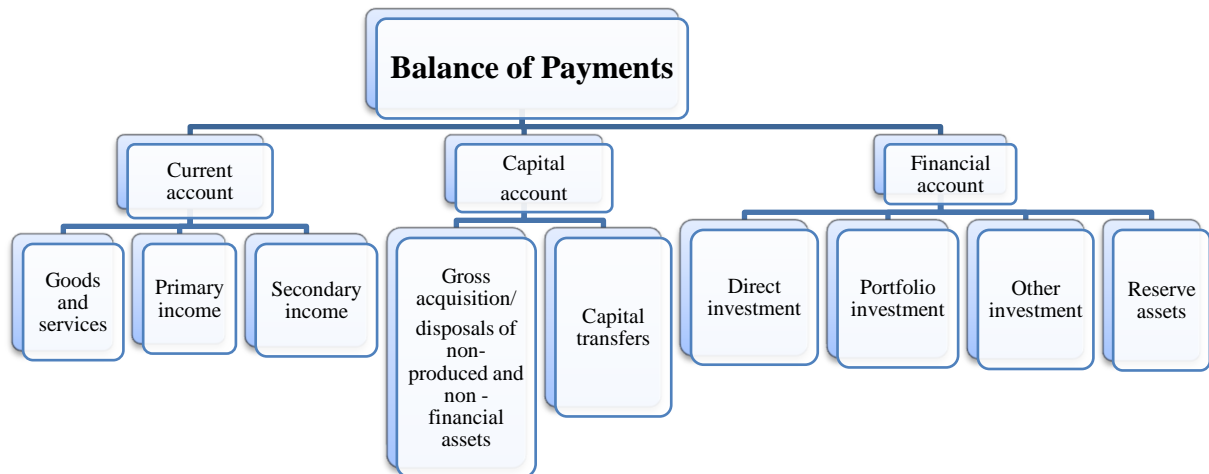 Balance of Payments
Current
account
Capital
account
Financial
account
Goods
and
services
Primary
income
Secondary
income
Gross
acquisition/
disposals of
non-
produced and
non -
financial
assets
Capital
transfers
Direct
investment
Portfolio
investment
Other
investment
Reserve
assets